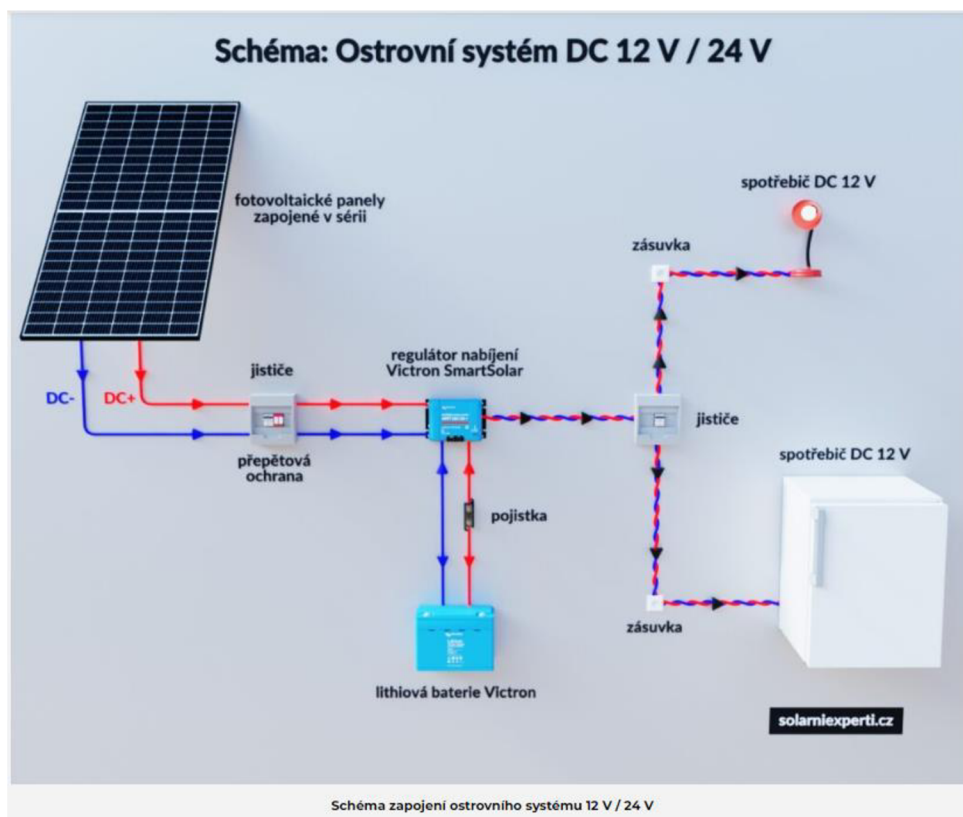 Schéma: Ostrovní systém DC 12 V / 24 V
fotovoltaické panely
zapojené v sérii
spotřebič DC 12 V
zásuvka
jističe
regulátor nabíjení
Victron SmartSolar
DC-
DC+
jističe
přepěťová
ochrana
spotřebič DC 12 V
pojistka
zásuvka
lithiová baterie Victron
solarniexperti.cz
Schéma zapojení ostrovního systému 12 V / 24 V